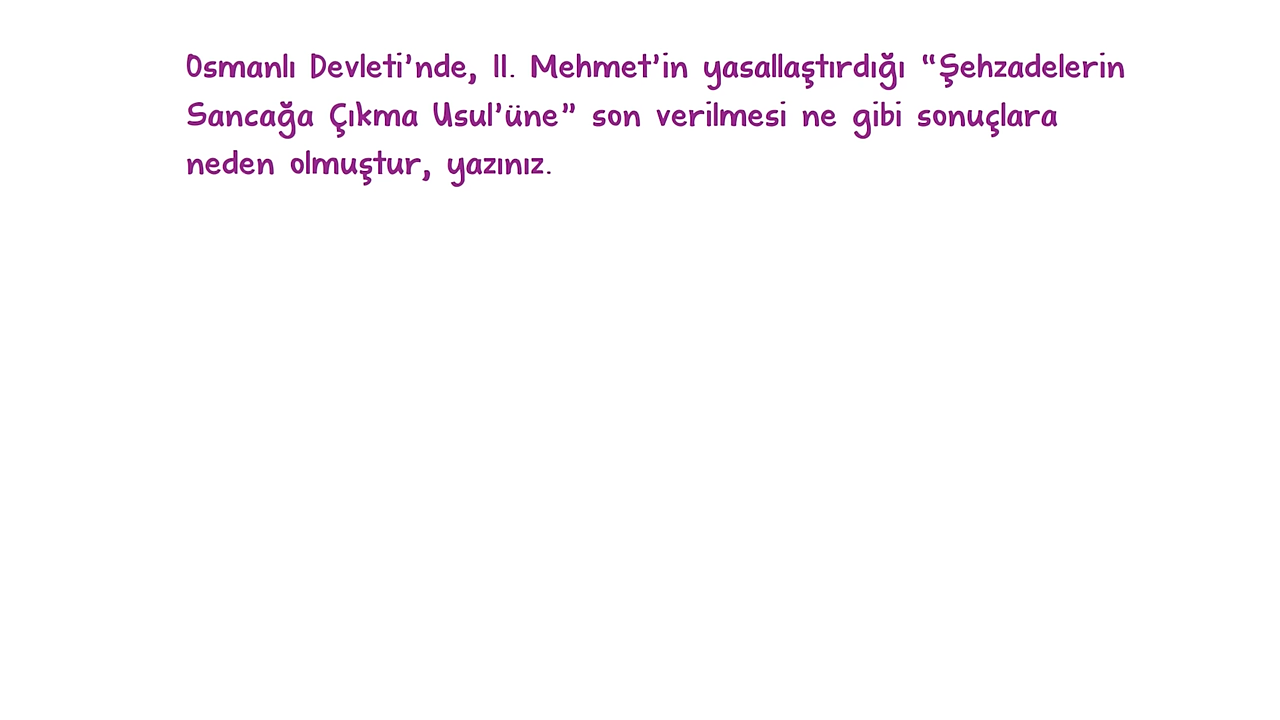 Osmanlı Devleti'nde, II. Mehmet'in yasallaştırdığı “Şehzadelerin
Sancağa Çıkma Usul'üne” son verilmesi ne gibi sonuçlara
neden olmuştur, yazınız.